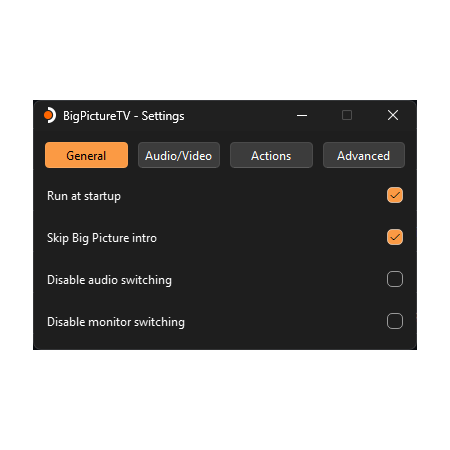 BigPictureTV - Settings
General Audio/Video Actions Advanced
Run at startup
Skip Big Picture intro
Disable audio switching
Disable monitor switching